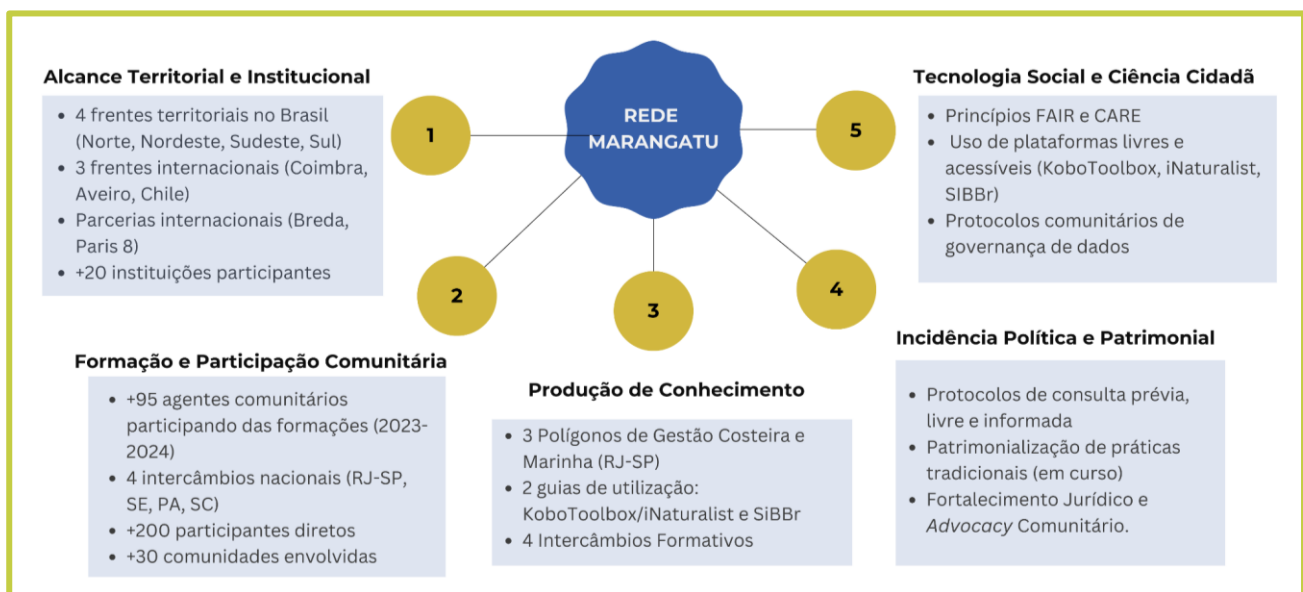 REDE
MARANGATU
1
Alcance Territorial e Institucional
• 4 frentes territoriais no Brasil
(Norte, Nordeste, Sudeste, Sul)
• 3 frentes internacionais (Coimbra,
Aveiro, Chile)
• Parcerias internacionais (Breda,
Paris 8)
• +20 instituições participantes
2
Formação e Participação Comunitária
• +95 agentes comunitários
participando das formações (2023-
2024)
• 4 intercâmbios nacionais (RJ-SP,
SE, PA, SC)
• +200 participantes diretos
• +30 comunidades envolvidas
3
Produção de Conhecimento
• 3 Polígonos de Gestão Costeira e
Marinha (RJ-SP)
• 2 guias de utilização:
KoboToolbox/iNaturalist e SiBBr
• 4 Intercâmbios Formativos
4
Incidência Política e Patrimonial
• Protocolos de consulta prévia,
livre e informada
• Patrimonialização de práticas
tradicionais (em curso)
• Fortalecimento Jurídico e
Advocacy Comunitário.
5
Tecnologia Social e Ciência Cidadã
• Princípios FAIR e CARE
• Uso de plataformas livres e
acessíveis (KoboToolbox, iNaturalist,
SIBBr)
• Protocolos comunitários de
governança de dados